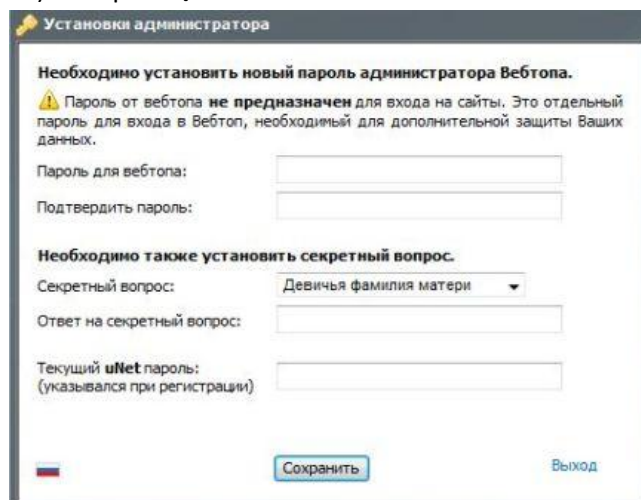 Установки администратора
Необходимо установить новый пароль администратора Вебтопа.
Пароль от вебтопа не предназначен для входа на сайты. Это отдельный
пароль для входа в Вебтоп, необходимый для дополнительной защиты Ваших
данных.
Пароль для вебтопа:
Подтвердить пароль:
Необходимо также установить секретный вопрос.
Секретный вопрос: Девичья фамилия матери
Ответ на секретный вопрос:
Текущий uNet пароль:
(указывался при регистрации)
Сохранить Выход